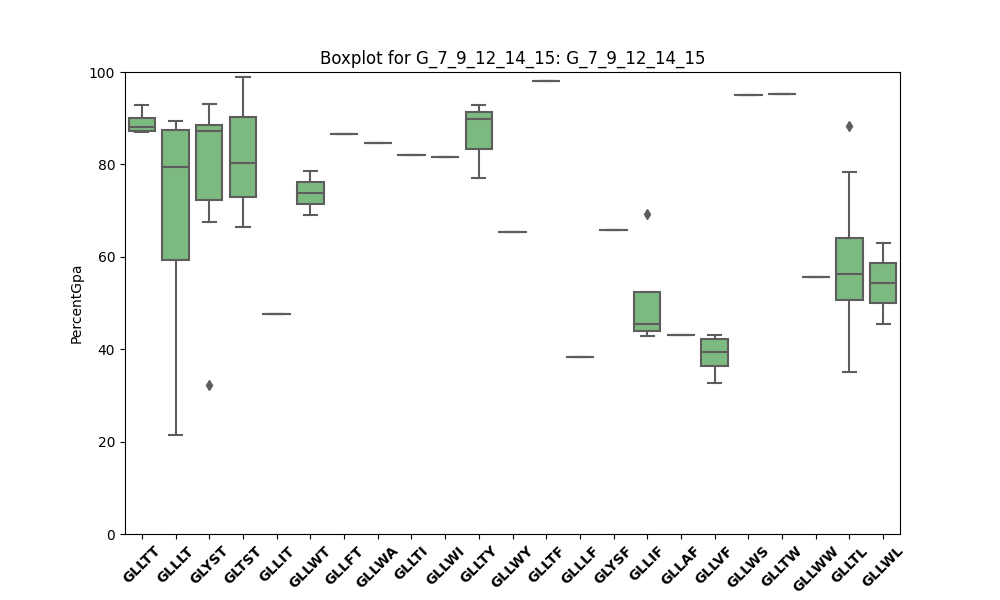 Boxplot for G_7_9_12_14_15: G_7_9_12_14_15
PercentGpa
100
80
60
40
20
0
GLLTT
GLLLT
GLYST
GLTST
GLLIT
GLLWT
GLLFT
GLLWA
GLLTI
GLLWI
GLLTY
GLLWY
GLLTF
GLLLF
GLYSF
GLLIF
GLLAF
GLLVF
GLLWS
GLLTW
GLLWW
GLLTL
GLLWL